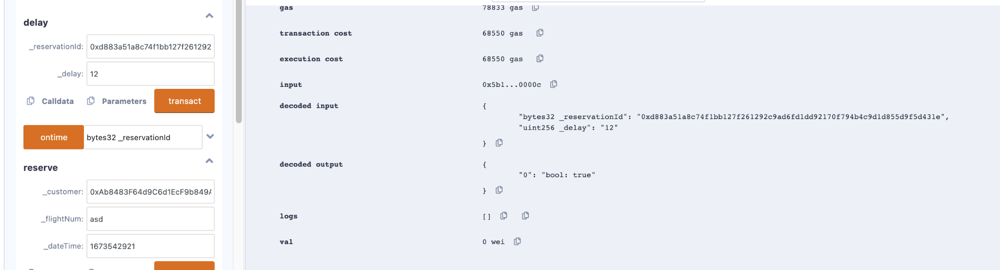 delay
_reservationId: 0xd883a51a8c74f1bb127f261292
_delay: 12
Calldata Parameters transact
ontime bytes32 _reservationId
reserve
_customer: 0xAb8483F64d9C6d1EcF9b849A
_flightNum: asd
_dateTime: 1673542921
gas 78833 gas
transaction cost 68550 gas
execution cost 68550 gas
input 0x5b1...0000c
decoded input {
"bytes32 _reservationId": "0xd883a51a8c74f1bb127f261292c9ad6fd1dd92170f794b4c9d1d855d9f5d431e",
"uint256 _delay": "12"
}
decoded output {
"0": "bool: true"
}
logs []
val 0 wei